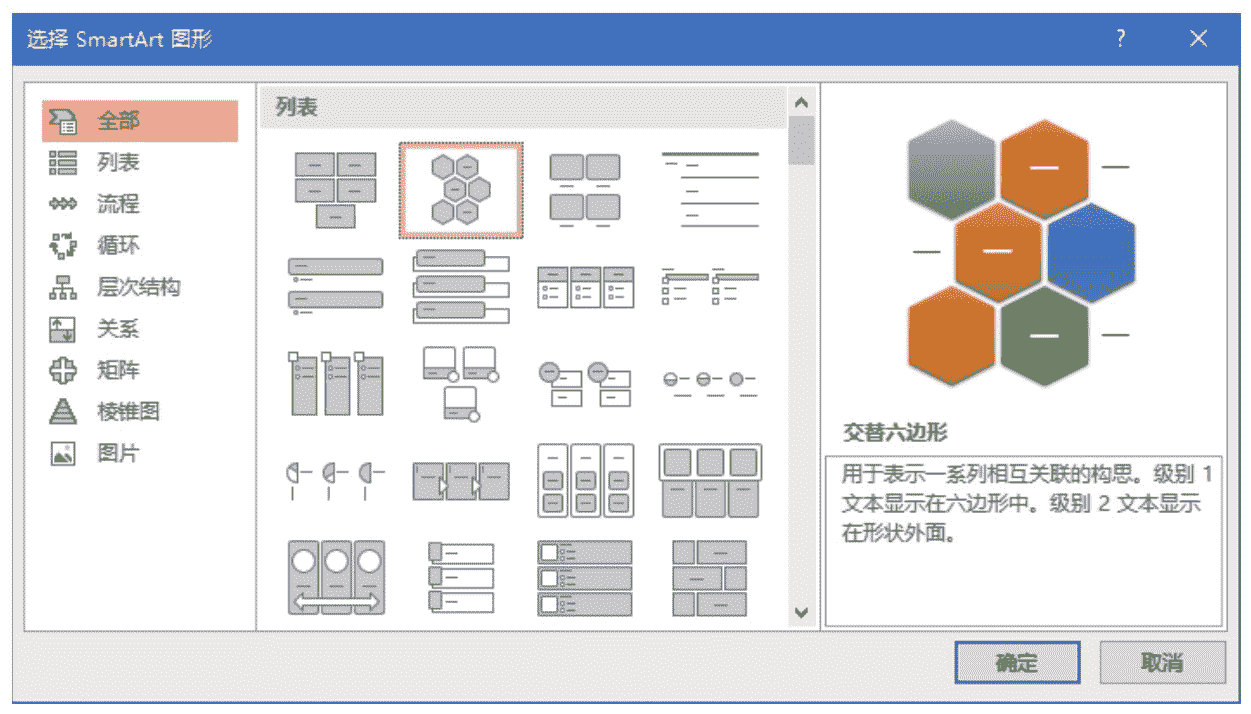 选择 SmartArt 图形
?
全部
列表
流程
循环
层次结构
关系
矩阵
棱锥图
图片
列表
交替六边形
用于表示一系列相互关联的构思。级别 1
文本显示在六边形中。级别 2 文本显示
在形状外面。
确定
取消